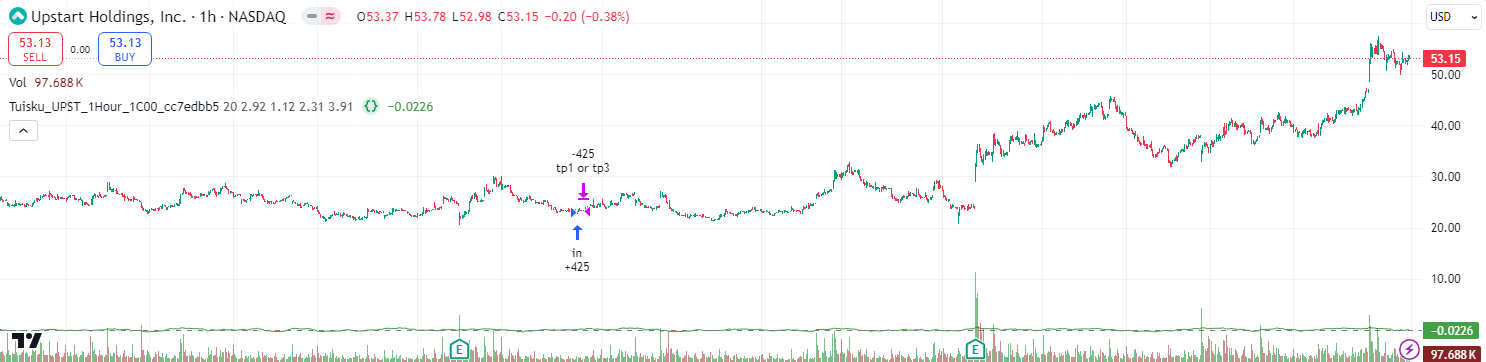 Upstart Holdings, Inc. · 1h · NASDAQ O53.37 H53.78 L52.98 C53.15 −0.20 (−0.38%)
USD
53.13
SELL
0.00
53.13
BUY
53.15
Vol 97.688 K
50.00
Tuisku_UPST_1Hour_1C00_cc7edbb5 20 2.92 1.12 2.31 3.91 {} −0.0226
40.00
-425
tp1 or tp3
30.00
20.00
in
+425
10.00
−0.0226
E
E
97.688 K